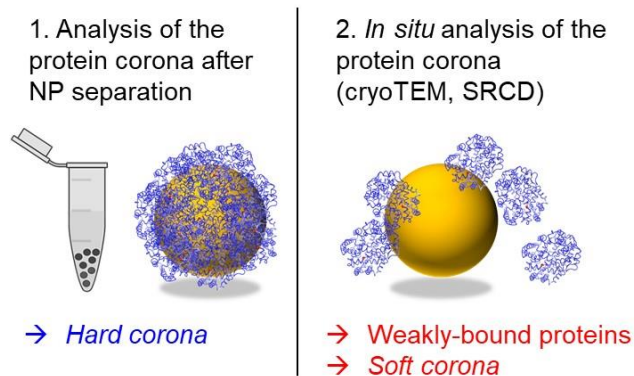 1. Analysis of the
protein corona after
NP separation
→ Hard corona
2. In situ analysis of the
protein corona
(cryoTEM, SRCD)
→ Weakly-bound proteins
→ Soft corona